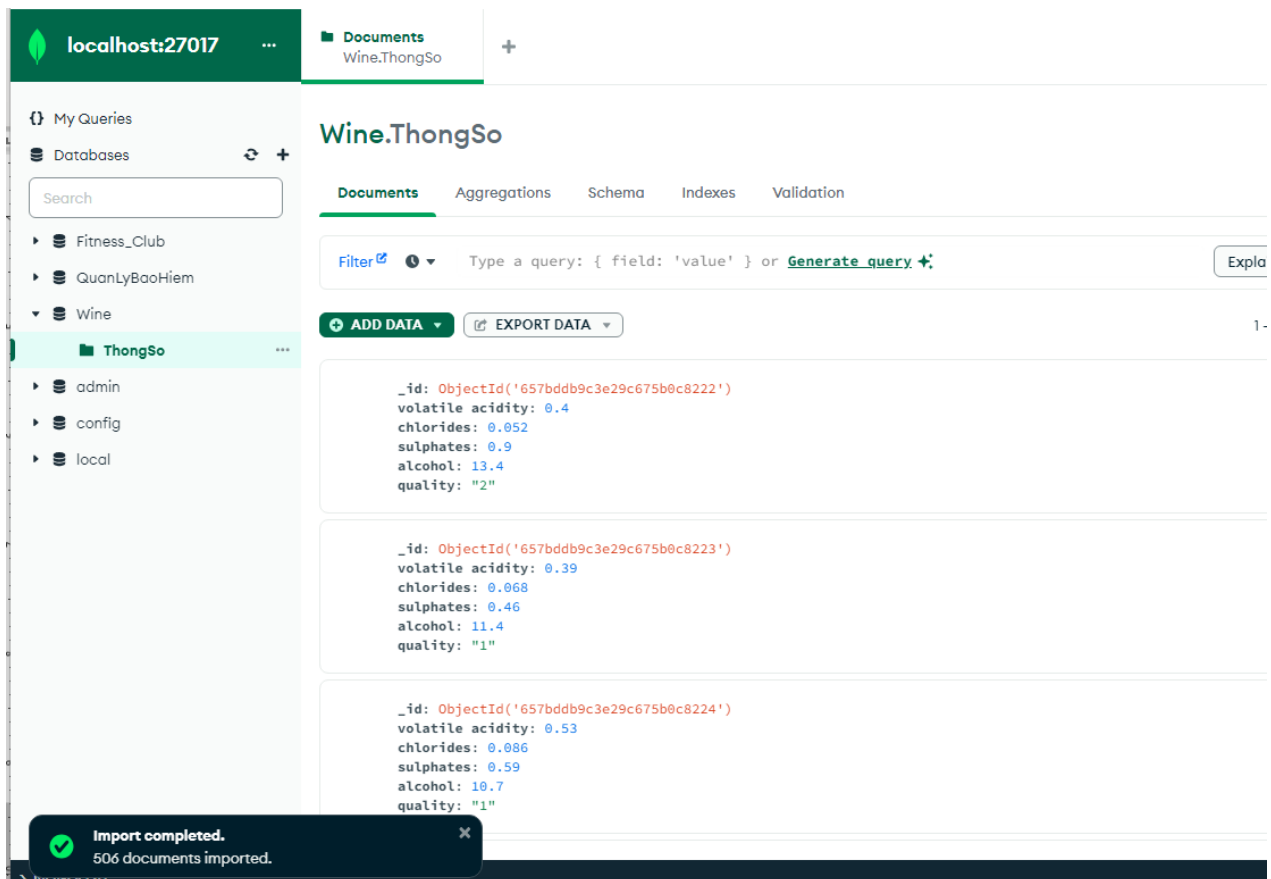 localhost:27017 ...
{} My Queries
Databases
Search
Fitness_Club
QuanLyBaoHiem
Wine
ThongSo ...
admin
config
local
Documents
Wine.ThongSo
Wine.ThongSo
Documents Aggregations Schema Indexes Validation
Filter Type a query: { field: 'value' } or Generate query Expla
ADD DATA EXPORT DATA 1-
_id: ObjectId('657bddb9c3e29c675b0c8222')
volatile acidity: 0.4
chlorides: 0.052
sulphates: 0.9
alcohol: 13.4
quality: "2"
_id: ObjectId('657bddb9c3e29c675b0c8223')
volatile acidity: 0.39
chlorides: 0.068
sulphates: 0.46
alcohol: 11.4
quality: "1"
_id: ObjectId('657bddb9c3e29c675b0c8224')
volatile acidity: 0.53
chlorides: 0.086
sulphates: 0.59
alcohol: 10.7
quality: "1"
Import completed.
506 documents imported.